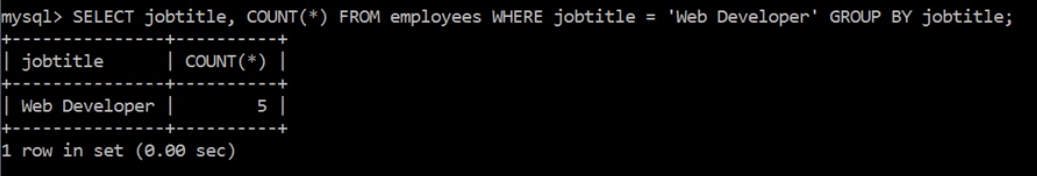 mysql> SELECT jobtitle, COUNT(*) FROM employees WHERE jobtitle = 'Web Developer' GROUP BY jobtitle;
+---------------+----------+
| jobtitle      | COUNT(*) |
+---------------+----------+
| Web Developer |        5 |
+---------------+----------+
1 row in set (0.00 sec)